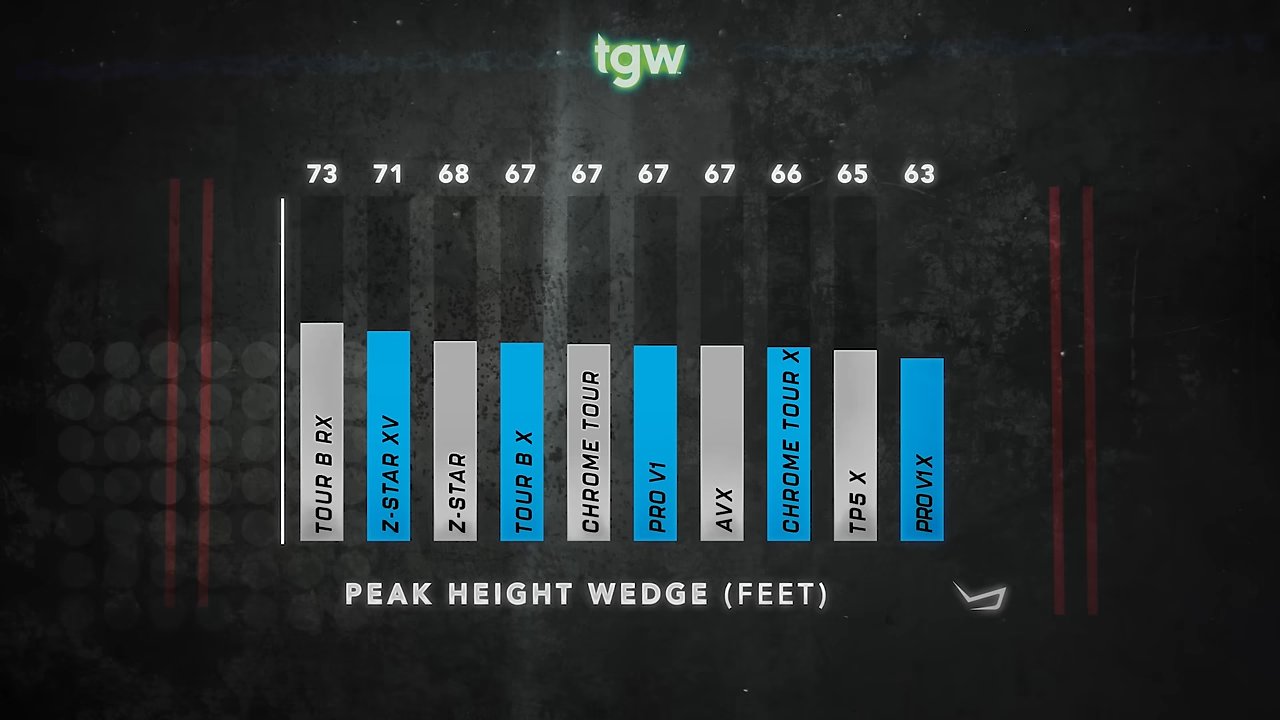 tgw
73 71 68 67 67 67 67 66 65 63
TOUR B RX
Z-STAR XV
Z-STAR
TOUR B X
CHROME TOUR
PRO V1
AVX
CHROME TOUR X
TP5 X
PRO V1X
PEAK HEIGHT WEDGE (FEET)